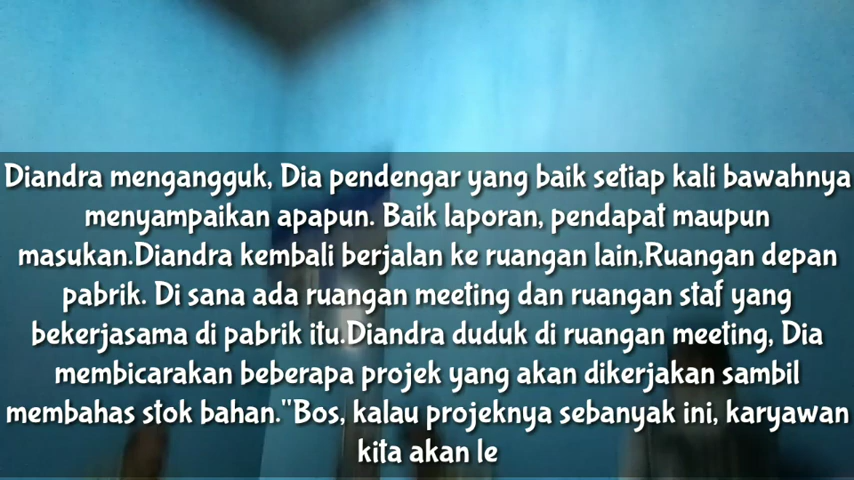 Diandra mengangguk, Dia pendengar yang baik setiap kali bawahnya
menyampaikan apapun. Baik laporan, pendapat maupun
masukan.Diandra kembali berjalan ke ruangan lain,Ruangan depan
pabrik. Di sana ada ruangan meeting dan ruangan staf yang
bekerjasama di pabrik itu.Diandra duduk di ruangan meeting, Dia
membicarakan beberapa projek yang akan dikerjakan sambil
membahas stok bahan."Bos, kalau projeknya sebanyak ini, karyawan
kita akan le